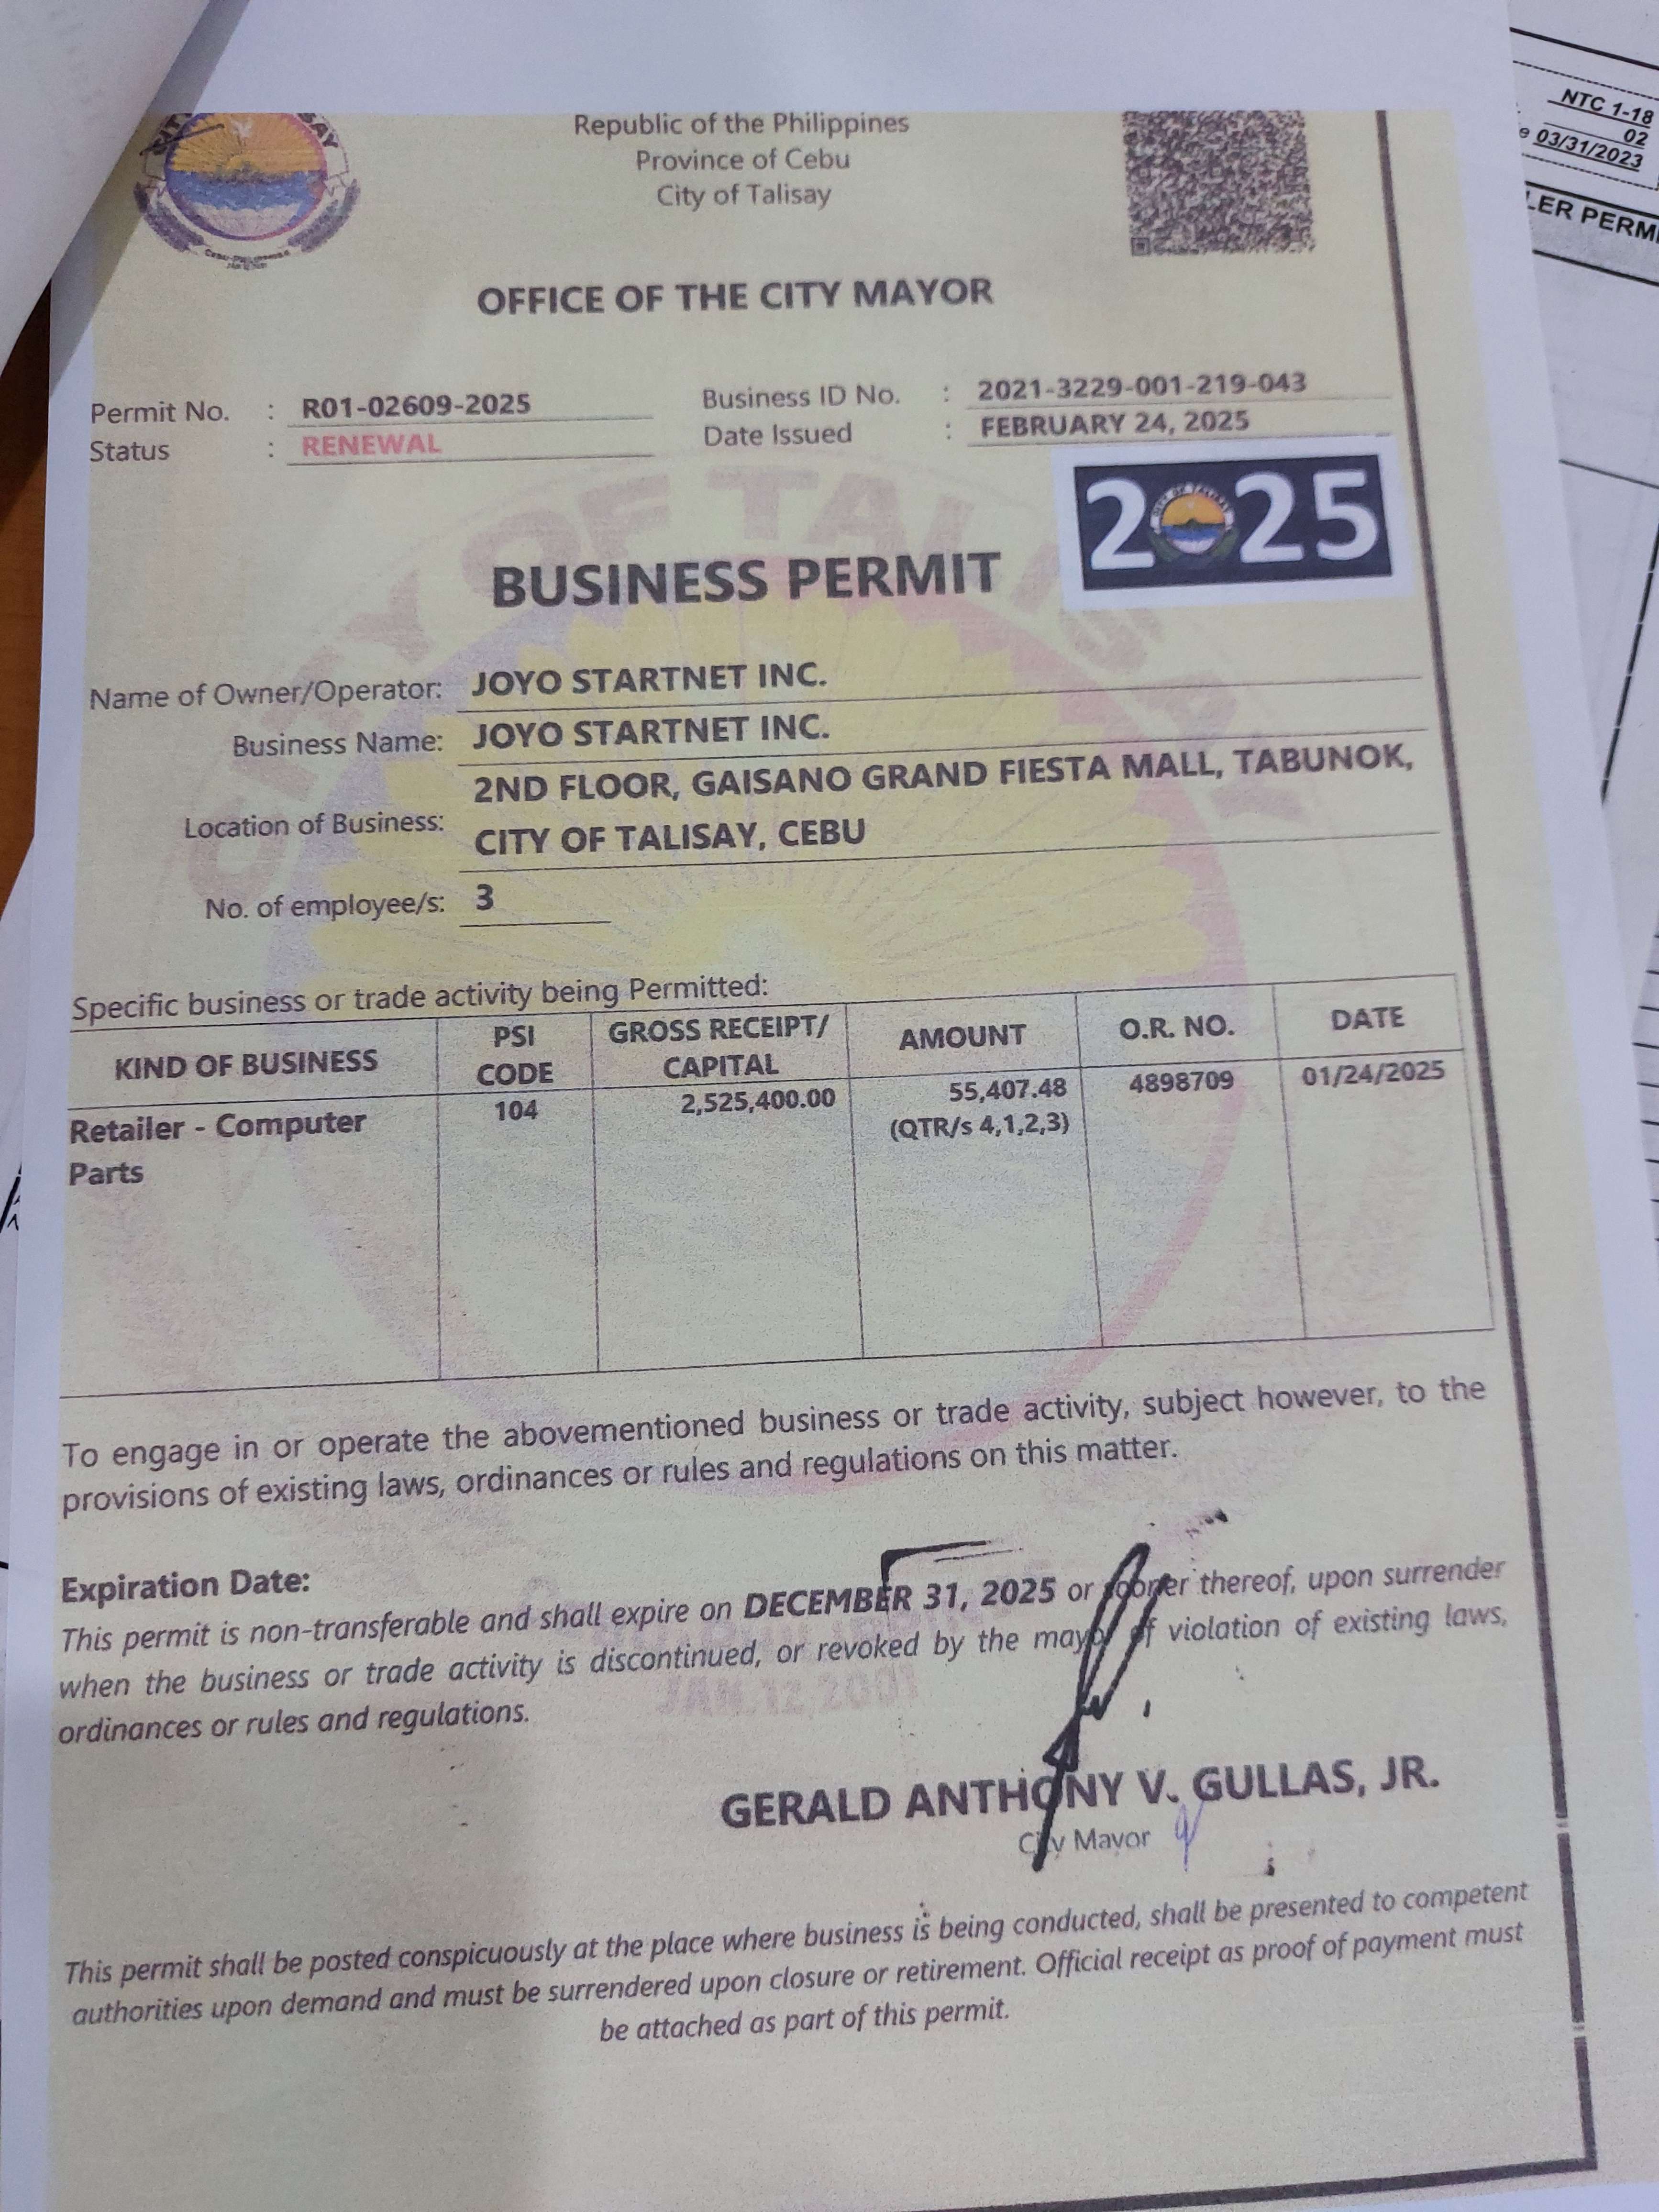 Republic of the Philippines
Province of Cebu
City of Talisay
OFFICE OF THE CITY MAYOR
Permit No. : R01-02609-2025
Status : RENEWAL
Business ID No. : 2021-3229-001-219-043
Date Issued : FEBRUARY 24, 2025
2025
CITY OF TALISAY
BUSINESS PERMIT
Name of Owner/Operator: JOYO STARTNET INC.
Business Name: JOYO STARTNET INC.
Location of Business: 2ND FLOOR, GAISANO GRAND FIESTA MALL, TABUNOK,
CITY OF TALISAY, CEBU
No. of employee/s: 3
Specific business or trade activity being Permitted:
KIND OF BUSINESS PSI CODE GROSS RECEIPT/ CAPITAL AMOUNT O.R. NO. DATE
Retailer - Computer Parts 104 2,525,400.00 55,407.48 (QTR/s 4,1,2,3) 4898709 01/24/2025
To engage in or operate the abovementioned business or trade activity, subject however, to the
provisions of existing laws, ordinances or rules and regulations on this matter.
Expiration Date:
This permit is non-transferable and shall expire on DECEMBER 31, 2025 or sooner thereof, upon surrender
when the business or trade activity is discontinued, or revoked by the mayor of violation of existing laws,
ordinances or rules and regulations.
GERALD ANTHONY V. GULLAS, JR.
City Mayor
This permit shall be posted conspicuously at the place where business is being conducted, shall be presented to competent
authorities upon demand and must be surrendered upon closure or retirement. Official receipt as proof of payment must
be attached as part of this permit.
NTC 1-18
02
03/31/2023
LER PERM